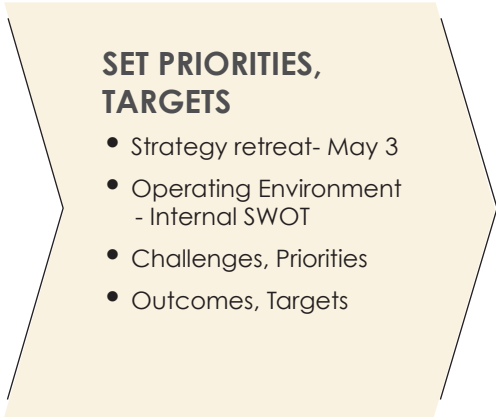 SET PRIORITIES,
TARGETS
• Strategy retreat- May 3
• Operating Environment
- Internal SWOT
• Challenges, Priorities
• Outcomes, Targets